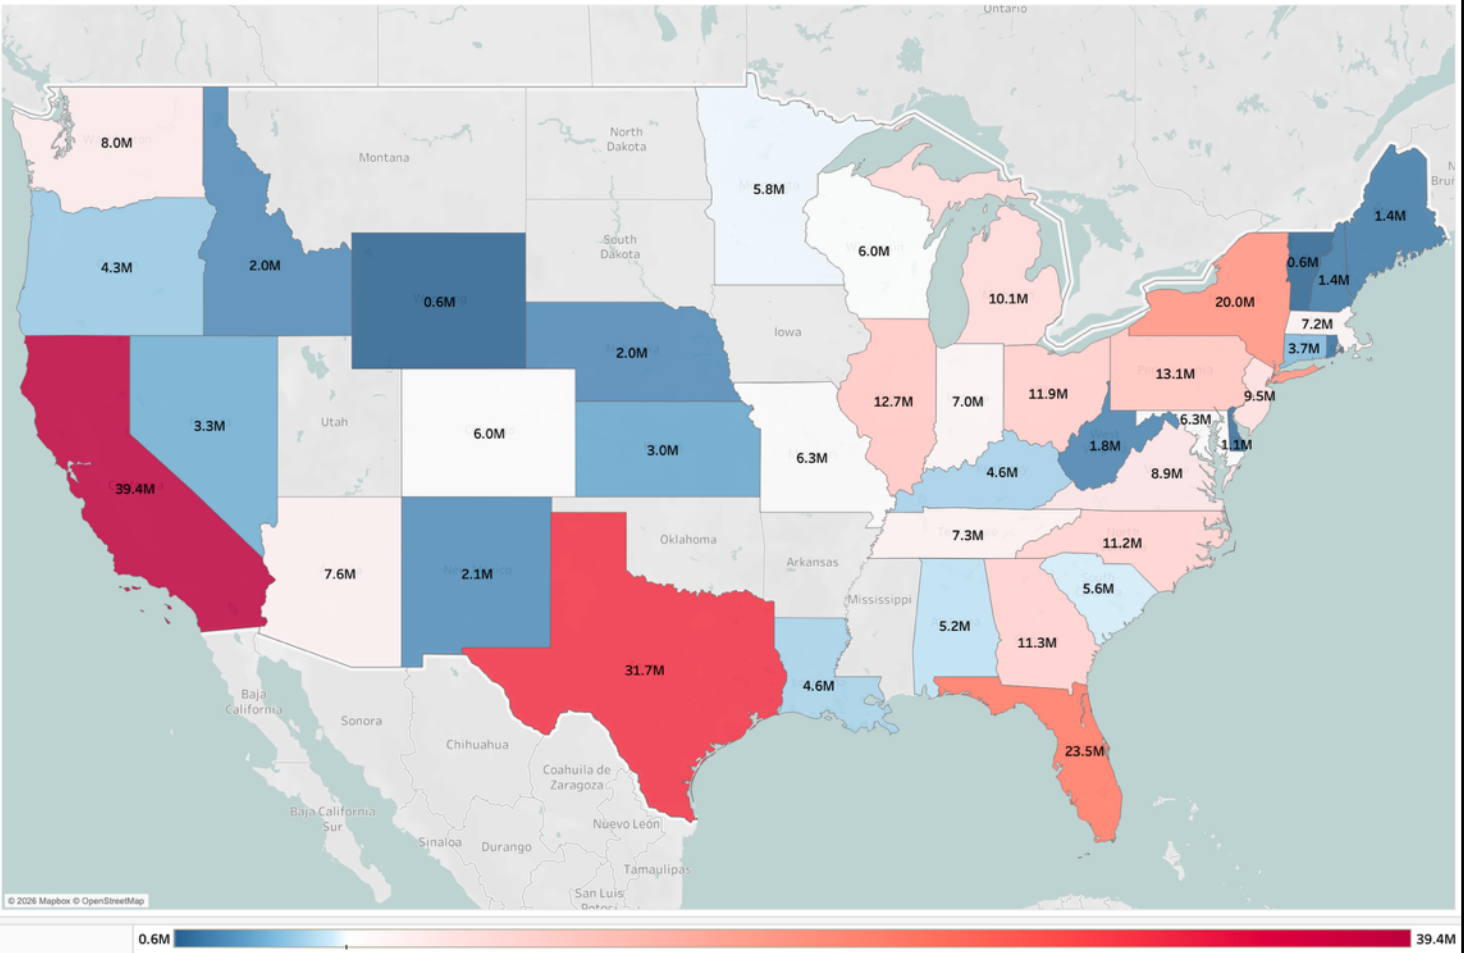 Ontario
8.0M
North
Dakota
Montana
5.8M
1.4M
South
Dakota
6.0M
4.3M
2.0M
0.6M
1.4M
0.6M
10.1M
20.0M
7.2M
Iowa
2.0M
3.7M
13.1M
11.9M
9.5M
12.7M
7.0M
Utah
3.3M
6.0M
6.3M
1.1M
1.8M
3.0M
6.3M
4.6M
8.9M
39.4M
7.3M
11.2M
Oklahoma
Arkansas
7.6M
2.1M
5.6M
Mississippi
5.2M
11.3M
31.7M
4.6M
Baja
California
Sonora
Chihuahua
23.5M
Coahuila de
Zaragoza
Baja California
Sur
Nuevo León
Sinaloa
Durango
Tamaulipas
San Luis
Potosí
© 2026 Mapbox © OpenStreetMap
0.6M
39.4M